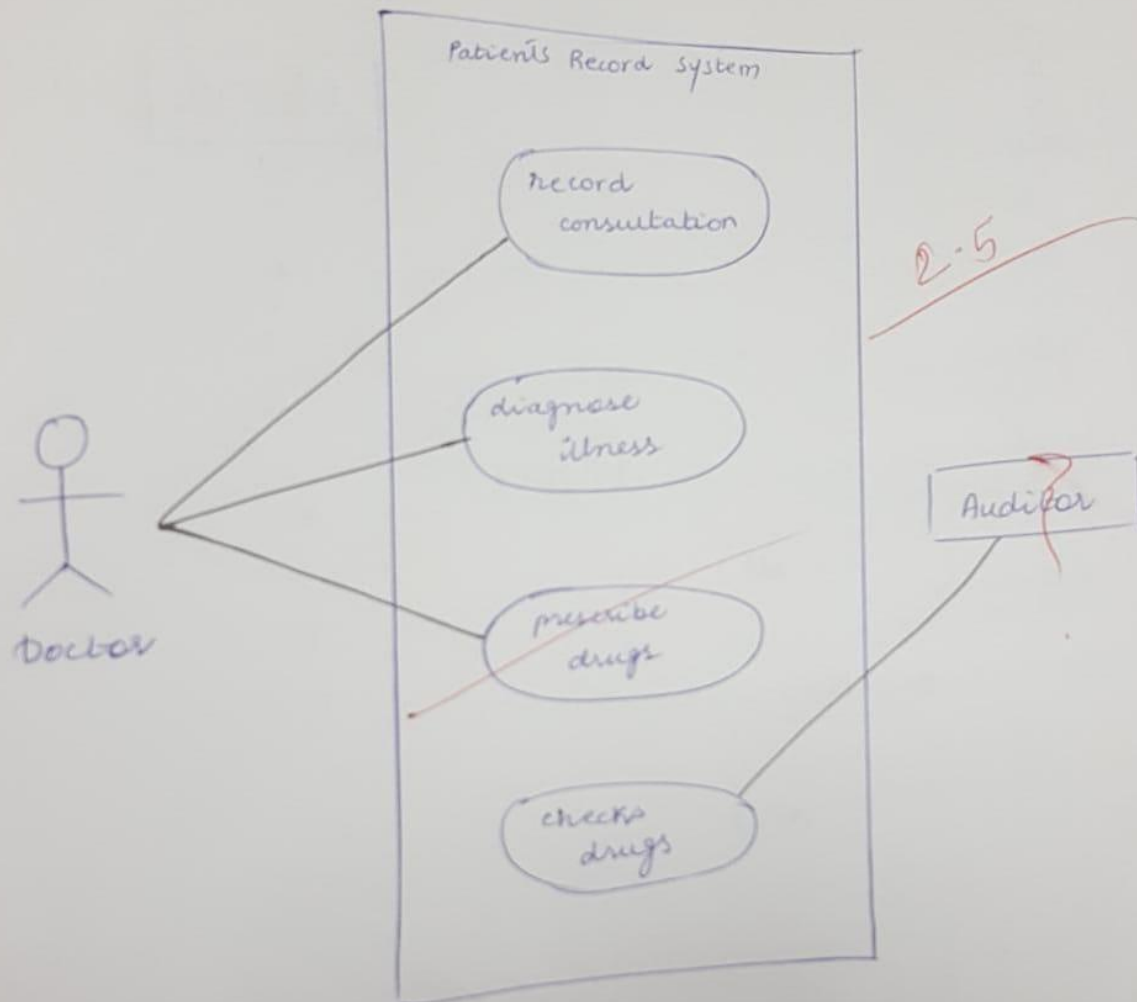 Patients Record System
record
consultation
2.5
diagnose
illness
Auditor
?
prescribe
drugs
Doctor
checks
drugs